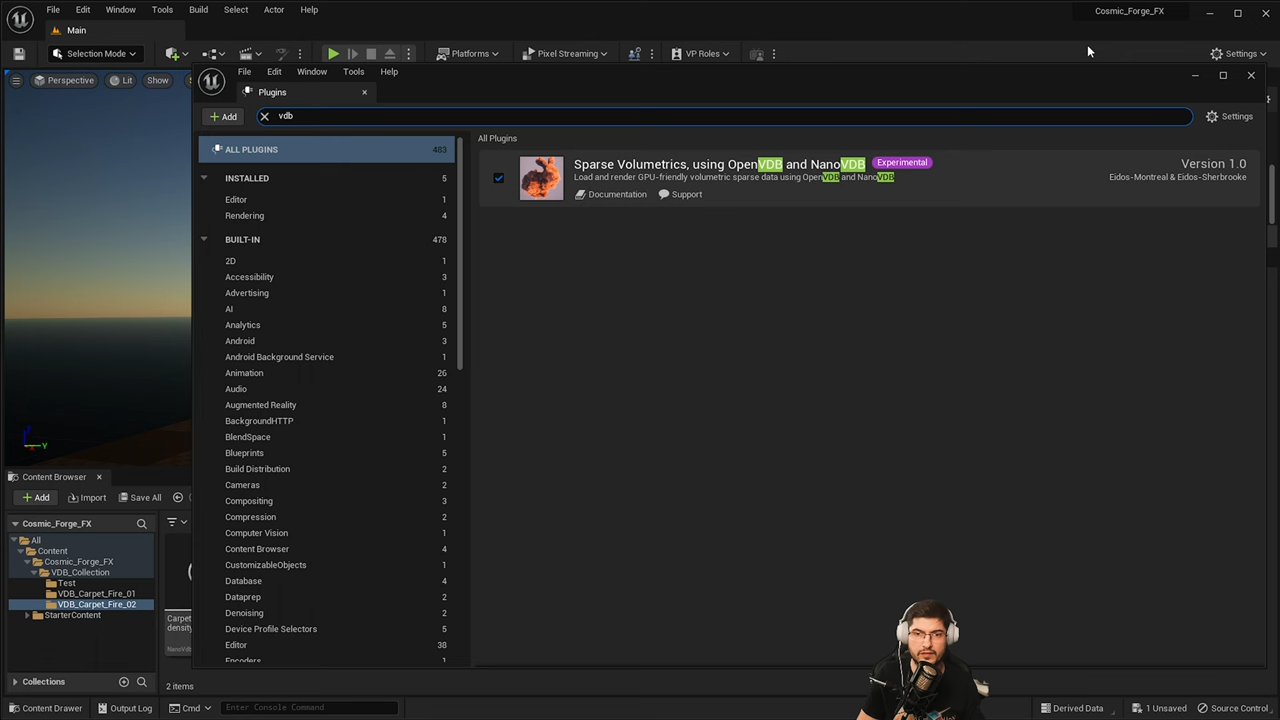 File Edit Window Tools Build Select Actor Help
Cosmic_Forge_FX
Main
Selection Mode
Platforms
Pixel Streaming
VP Roles
Settings
File Edit Window Tools Help
Perspective
Lit
Show
Plugins
Add
vdb
Settings
ALL PLUGINS 483
INSTALLED 5
Editor 1
Rendering 4
BUILT-IN 478
2D 1
Accessibility 3
Advertising 1
AI 8
Analytics 5
Android 3
Android Background Service 1
Animation 26
Audio 24
Augmented Reality 8
BackgroundHTTP 1
BlendSpace 1
Blueprints 5
Build Distribution 2
Cameras 2
Compositing 3
Compression 2
Computer Vision 1
Content Browser 4
CustomizableObjects 1
Database 4
Dataprep 2
Denoising 2
Device Profile Selectors 5
Editor 38
Encoders 1
All Plugins
Sparse Volumetrics, using OpenVDB and NanoVDB Experimental
Version 1.0
Load and render GPU-friendly volumetric sparse data using OpenVDB and NanoVDB
Eidos-Montreal & Eidos-Sherbrooke
Documentation Support
Y
Content Browser
Add Import Save All
Cosmic_Forge_FX
All
Content
Cosmic_Forge_FX
VDB_Collection
Test
VDB_Carpet_Fire_01
VDB_Carpet_Fire_02
StarterContent
Carpet
density
NanoVdb
Collections
2 items
Content Drawer
Output Log
Cmd
Enter Console Command
Derived Data
1 Unsaved
Source Control